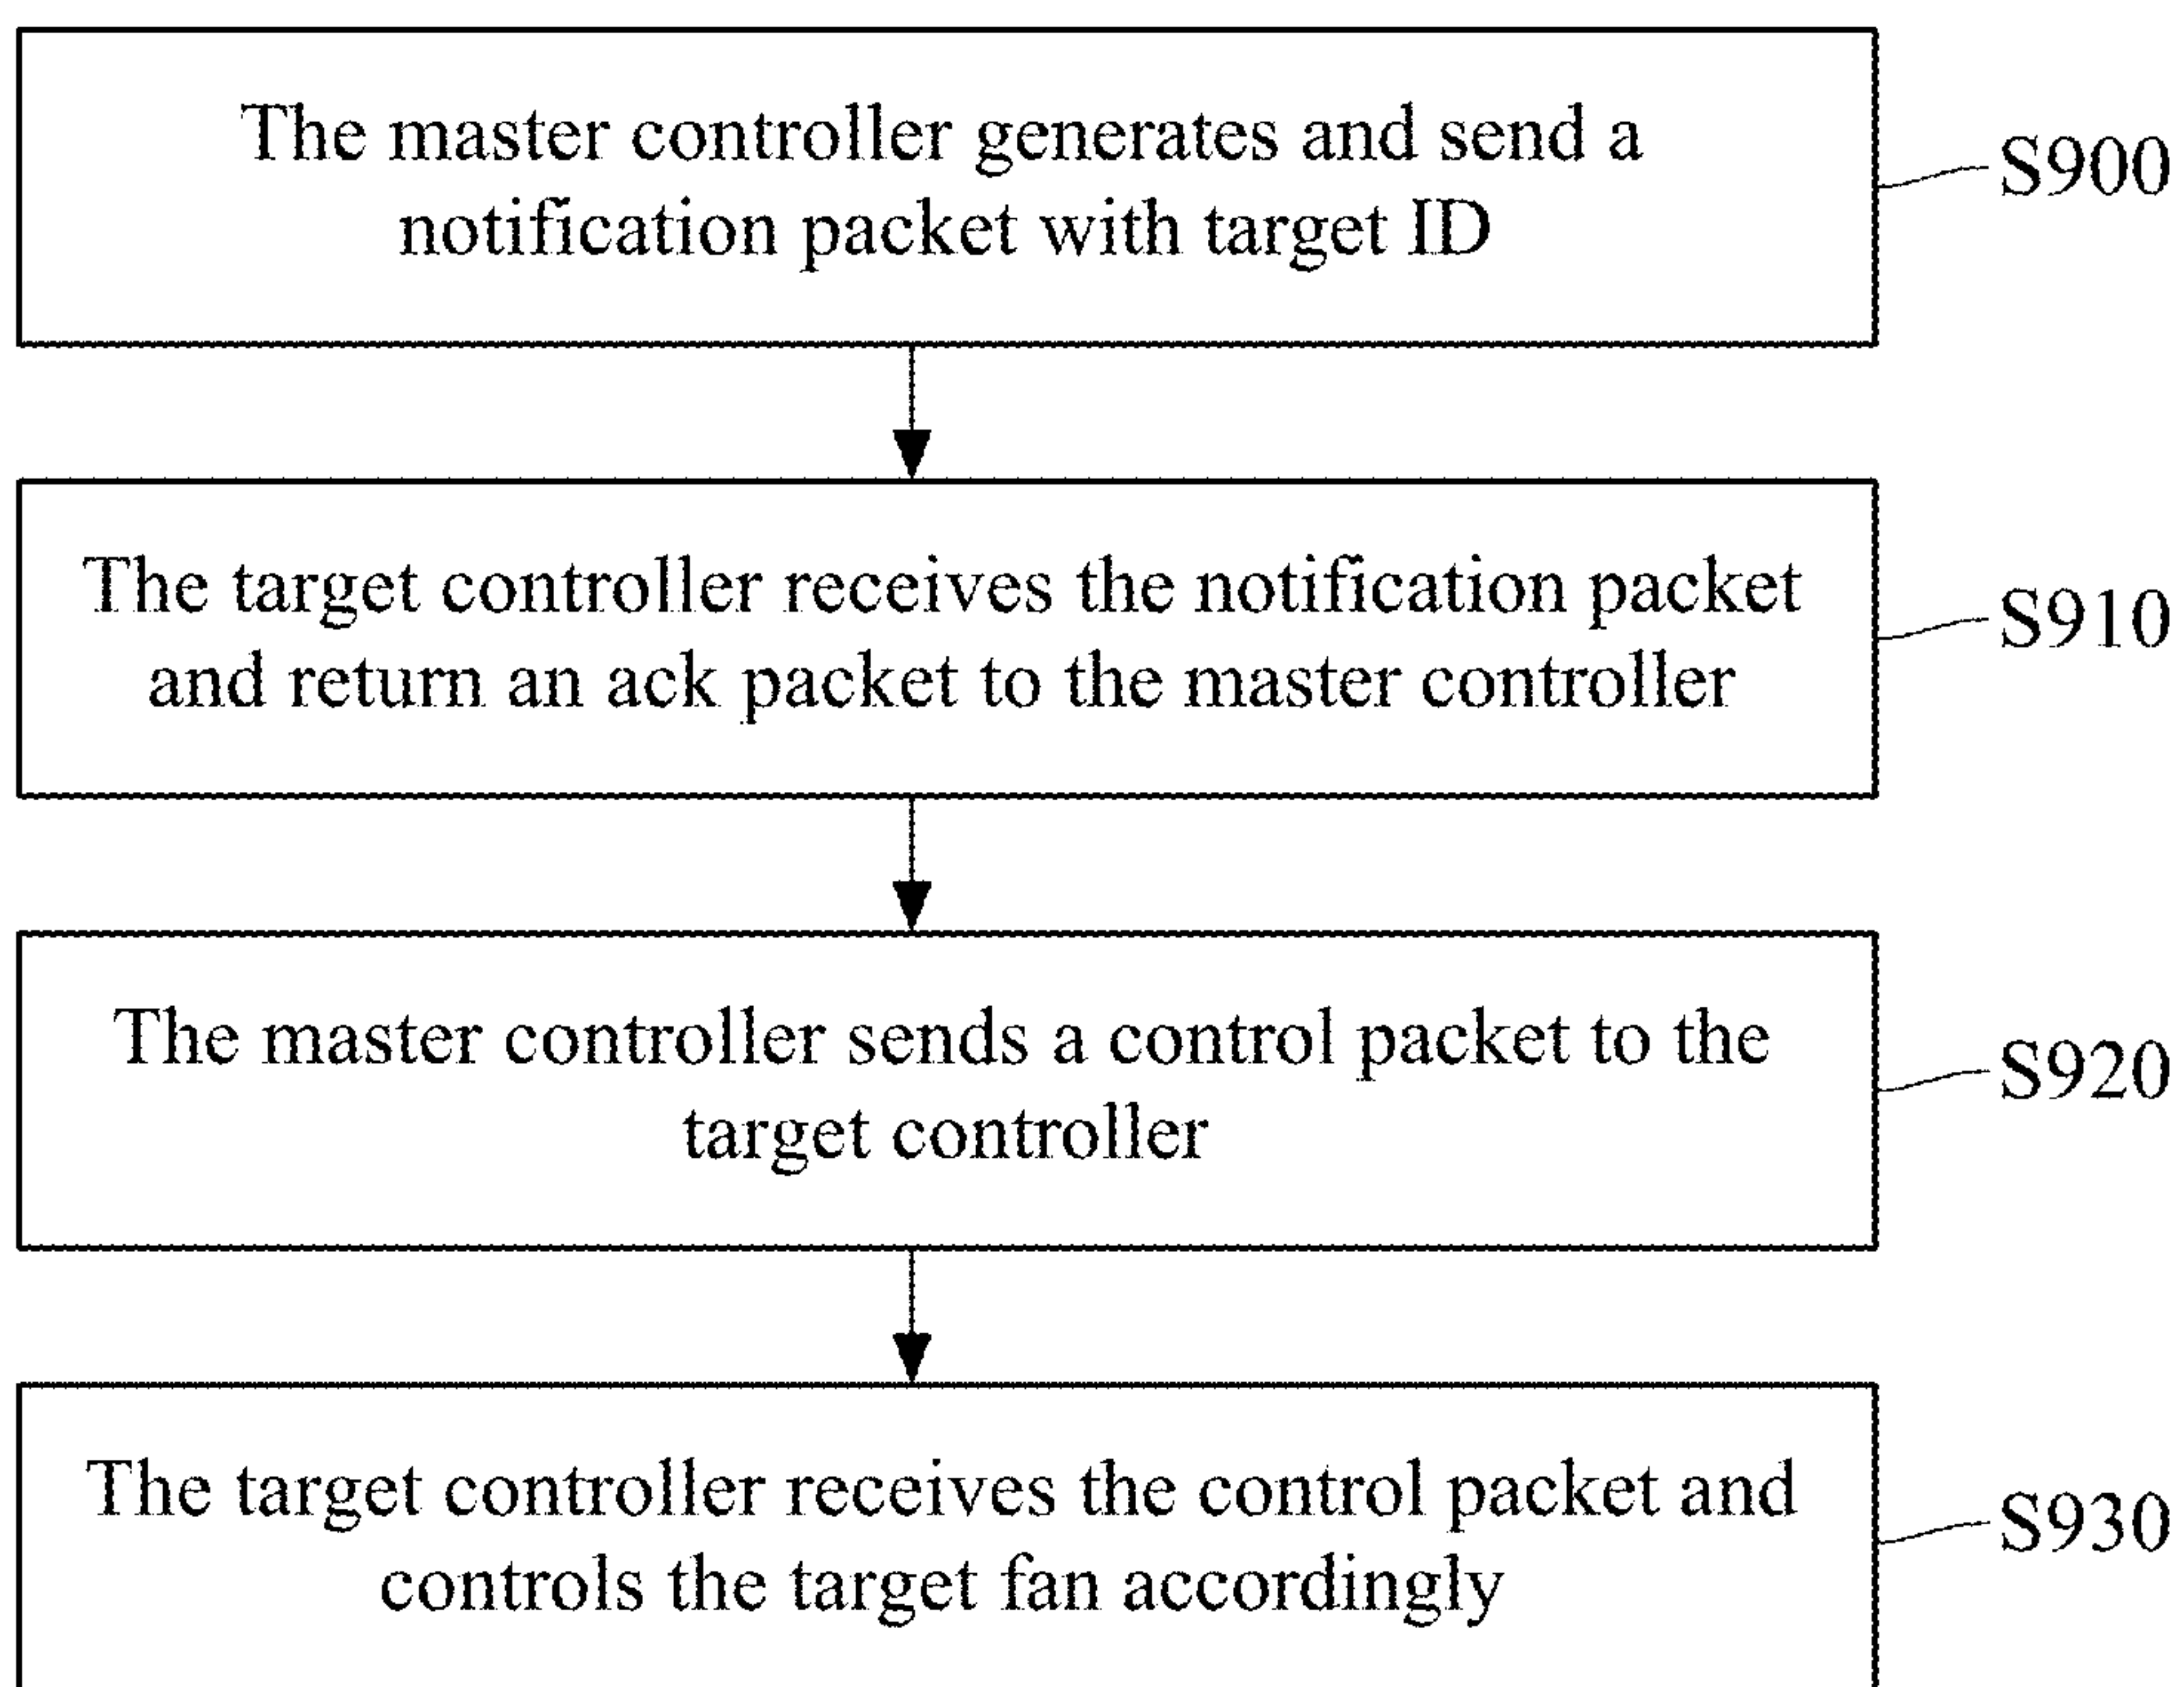 The master controller generates and send a
notification packet with target ID
S900
The target controller receives the notification packet
and return an ack packet to the master controller
S910
The master controller sends a control packet to the
target controller
S920
The target controller receives the control packet and
controls the target fan accordingly
S930